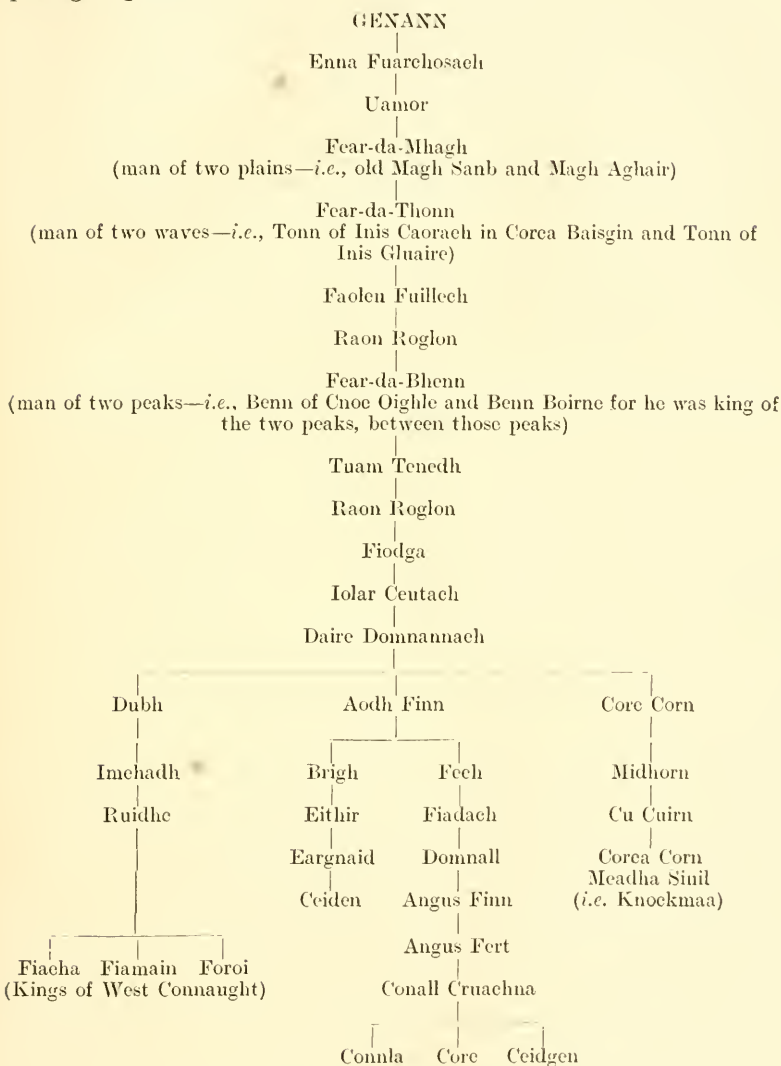 GENANN
Enna Fuarchosach
Uamor
Fear-da-Mhagh
(man of two plains—i.e., old Magh Sanb and Magh Aghair)
Fear-da-Thonn
(man of two waves—i.e., Tonn of Inis Caorach in Corca Baisgin and Tonn of
Inis Gluaire)
Faolen Fuillech
Raon Roglon
Fear-da-Bhenn
(man of two peaks—i.e., Benn of Cnoc Oighle and Benn Boirne for he was king of
the two peaks, between those peaks)
Tuam Tenedh
Raon Roglon
Fiodga
Iolar Ceutach
Daire Domnannach
Dubh Aodh Finn Corc Corn
Imchadh Brigh Fech Midhorn
Ruidhe Eithir Fiadach Cu Cuirn
Eargnaid Domnall Corca Corn
Meadha Siuil
Ceiden Angus Finn (i.e. Knockmaa)
Angus Fert
Fiacha Fiamain Foroi
(Kings of West Connaught) Conall Cruachna
Connla Corc Ceidgen